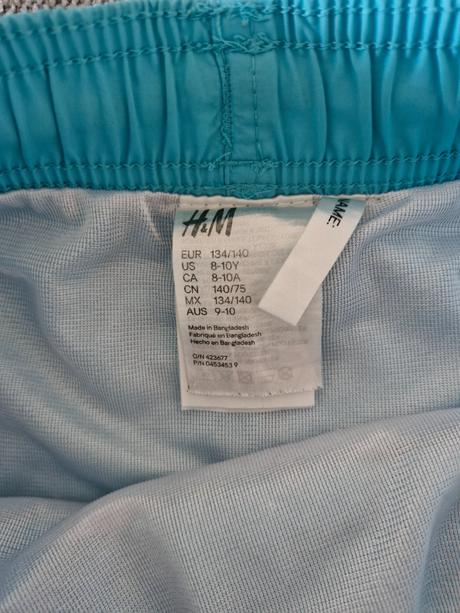 H&M
EUR 134/140
US 8-10Y
CA 8-10A
CN 140/75
MX 134/140
AUS 9-10
Made in Bangladesh
Fabriqué en Bangladesh
Hecho en Bangladesh
O/N 423677
P/N 0453453 9
AME: